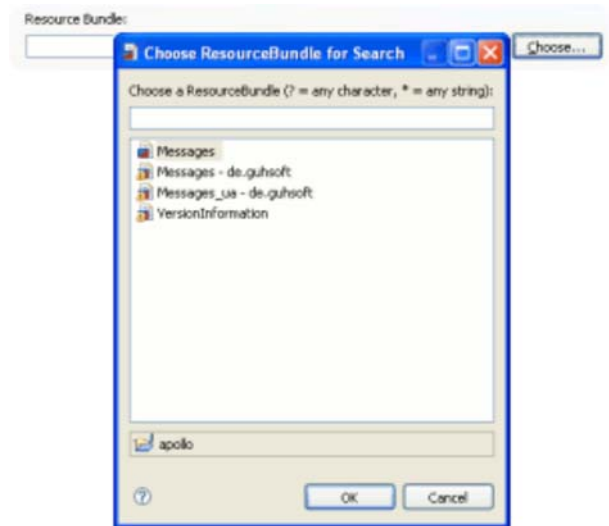 Resource Bundle:
Choose ResourceBundle for Search
Choose...
Choose a ResourceBundle (? = any character, * = any string):
Messages
Messages - de.guhsoft
Messages_ua - de.guhsoft
VersionInformation
apollo
OK
Cancel